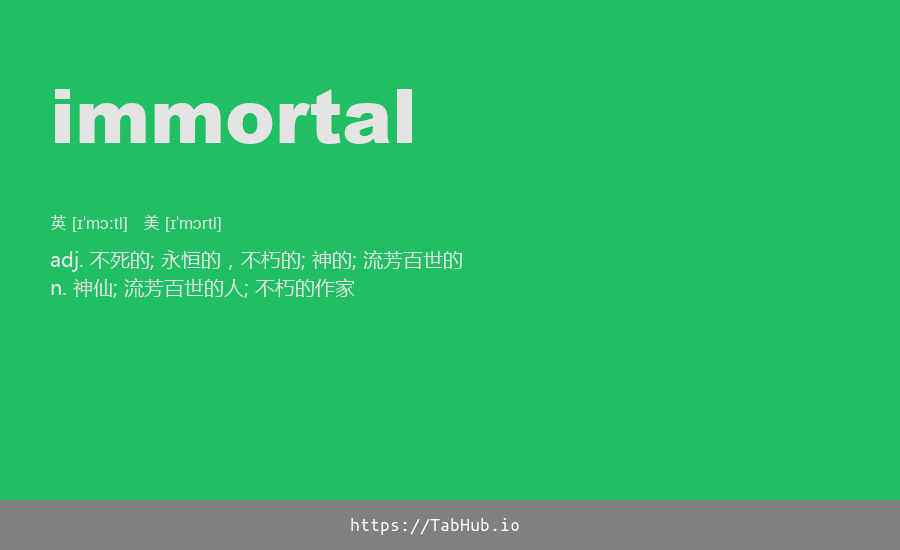 immortal
英 [ɪˈmɔːtl] 美 [ɪˈmɔrtl]
adj. 不死的; 永恒的，不朽的; 神的; 流芳百世的
n. 神仙; 流芳百世的人; 不朽的作家
https://TabHub.io